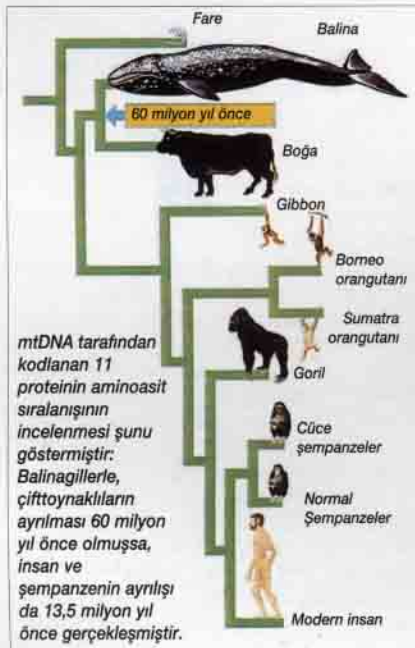 Fare
Balina
60 milyon yıl önce
Boğa
Gibbon
Borneo
orangutanı
Sumatra
orangutanı
Goril
Cüce
şempanzeler
Normal
Şempanzeler
Modern insan
mtDNA tarafından
kodlanan 11
proteinin aminoasit
sıralanışının
incelenmesi şunu
göstermiştir:
Balinagillerle,
çifttoynaklıların
ayrılması 60 milyon
yıl önce olmuşsa,
insan ve
şempanzenin ayrılışı
da 13,5 milyon yıl
önce gerçekleşmiştir.